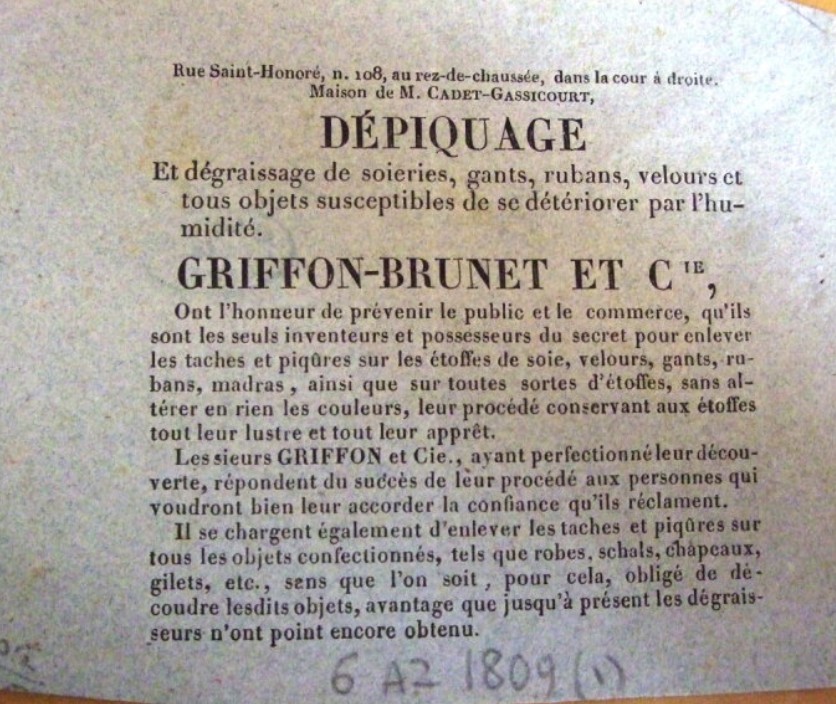 Rue Saint-Honoré, n. 108, au rez-de-chaussée, dans la cour à droite.
Maison de M. CADET-GASSICOURT,
DÉPIQUAGE
Et dégraissage de soieries, gants, rubans, velours et
tous objets susceptibles de se détériorer par l'hu-
midité.
GRIFFON-BRUNET ET CIE,
Ont l'honneur de prévenir le public et le commerce, qu'ils
sont les seuls inventeurs et possesseurs du secret pour enlever
les taches et piqûres sur les étoffes de soie, velours, gants, ru-
bans, madras, ainsi que sur toutes sortes d'étoffes, sans al-
térer en rien les couleurs, leur procédé conservant aux étoffes
tout leur lustre et tout leur apprêt.
Les sieurs GRIFFON et Cie., ayant perfectionné leur décou-
verte, répondent du succès de leur procédé aux personnes qui
voudront bien leur accorder la confiance qu'ils réclament.
Il se chargent également d'enlever les taches et piqûres sur
tous les objets confectionnés, tels que robes, schals, chapeaux,
gilets, etc., sans que l'on soit, pour cela, obligé de dé-
coudre lesdits objets, avantage que jusqu'à présent les dégrais-
seurs n'ont point encore obtenu.
6 AZ 1809 (1)